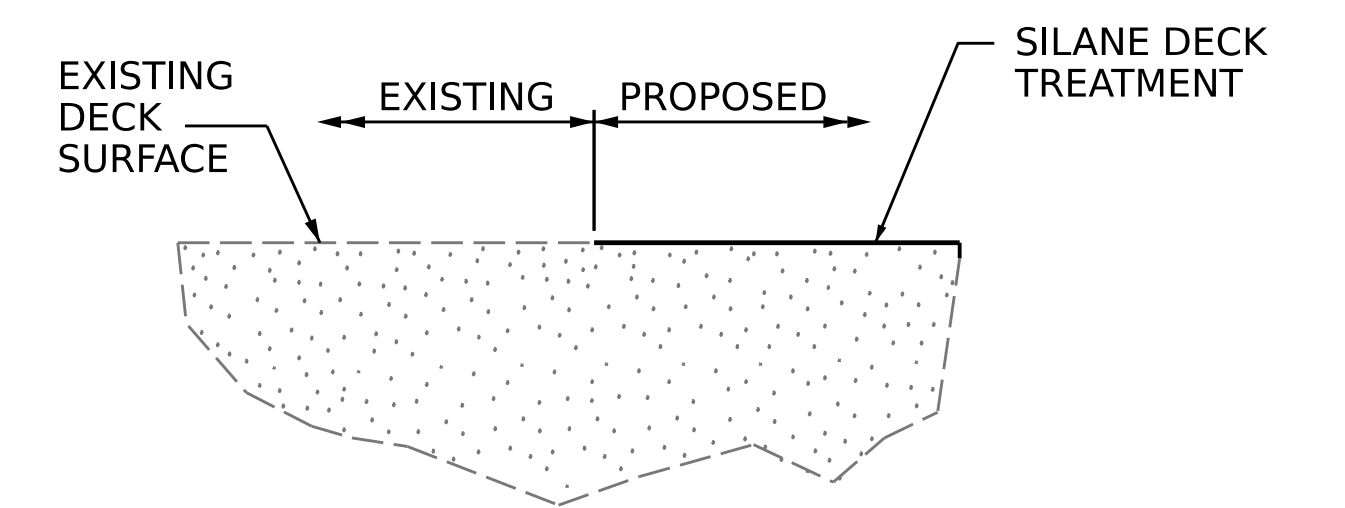 EXISTING
DECK
SURFACE
EXISTING
PROPOSED
SILANE DECK
TREATMENT